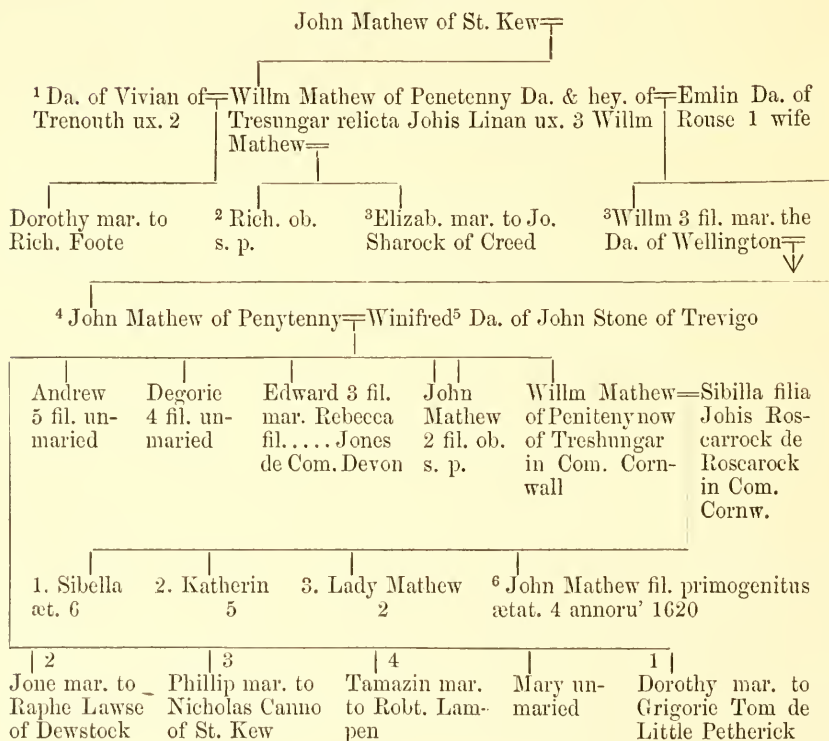 John Mathew of St. Kew
¹ Da. of Vivian of Willm Mathew of Penetenny Da. & hey. of Emlin Da. of
Trenouth ux. 2 Tresungar relicta Johis Linan ux. 3 Willm Rouse 1 wife
Mathew
Dorothy mar. to ² Rich. ob. ³Elizab. mar. to Jo. ³Willm 3 fil. mar. the
Rich. Foote s. p. Sharock of Creed Da. of Wellington
⁴ John Mathew of Penytenny Winifred⁵ Da. of John Stone of Trevigo
Andrew Degorie Edward 3 fil. John Willm Mathew Sibilla filia
5 fil. un- 4 fil. un- mar. Rebecca Mathew of Peniteny now Johis Ros-
maried maried fil. .... Jones 2 fil. ob. of Treshungar carrock de
de Com. Devon s. p. in Com. Corn- Roscarock
wall in Com.
Cornw.
1. Sibella 2. Katherin 3. Lady Mathew ⁶ John Mathew fil. primogenitus
æt. 6 5 2 ætat. 4 annoru' 1620
2 3 4 1
Jone mar. to Phillip mar. to Tamazin mar. Mary un- Dorothy mar. to
Raphe Lawse Nicholas Canno to Robt. Lam- maried Grigorie Tom de
of Dewstock of St. Kew pen Little Petherick